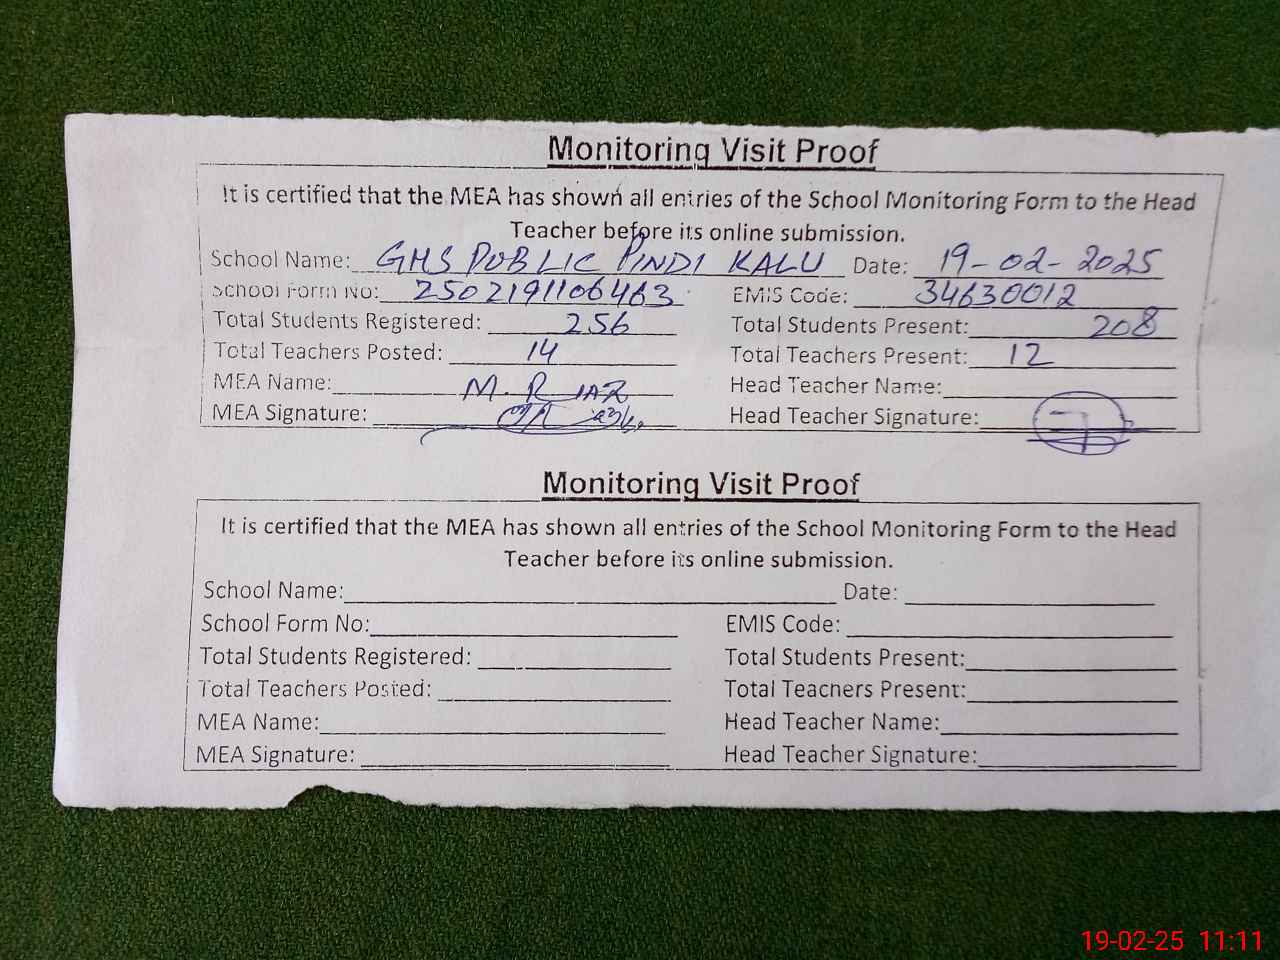 Monitoring Visit Proof
It is certified that the MEA has shown all entries of the School Monitoring Form to the Head
Teacher before its online submission.
School Name: GHS PUBLIC PINDI KALU Date: 19-02-2025
School Form No: 2502191106463 EMIS Code: 34630012
Total Students Registered: 256 Total Students Present: 208
Total Teachers Posted: 14 Total Teachers Present: 12
MEA Name: M. RIAZ Head Teacher Name:
MEA Signature: Head Teacher Signature:
Monitoring Visit Proof
It is certified that the MEA has shown all entries of the School Monitoring Form to the Head
Teacher before its online submission.
School Name: Date:
School Form No: EMIS Code:
Total Students Registered: Total Students Present:
Total Teachers Posted: Total Teachers Present:
MEA Name: Head Teacher Name:
MEA Signature: Head Teacher Signature:
19-02-25 11:11